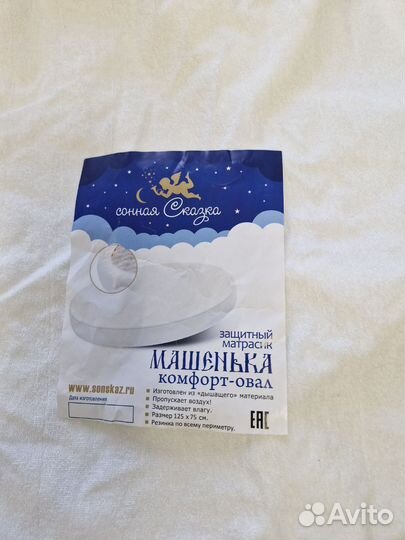 сонная Сказка
защитный
матрасик
МАШЕНЬКА
комфорт-овал
www.sonskaz.ru
Дата изготовления
Изготовлен из «дышащего» материала
Пропускает воздух!
Задерживает влагу.
Размер 125 х 75 см.
Резинка по всему периметру.
ЕАС
Avito